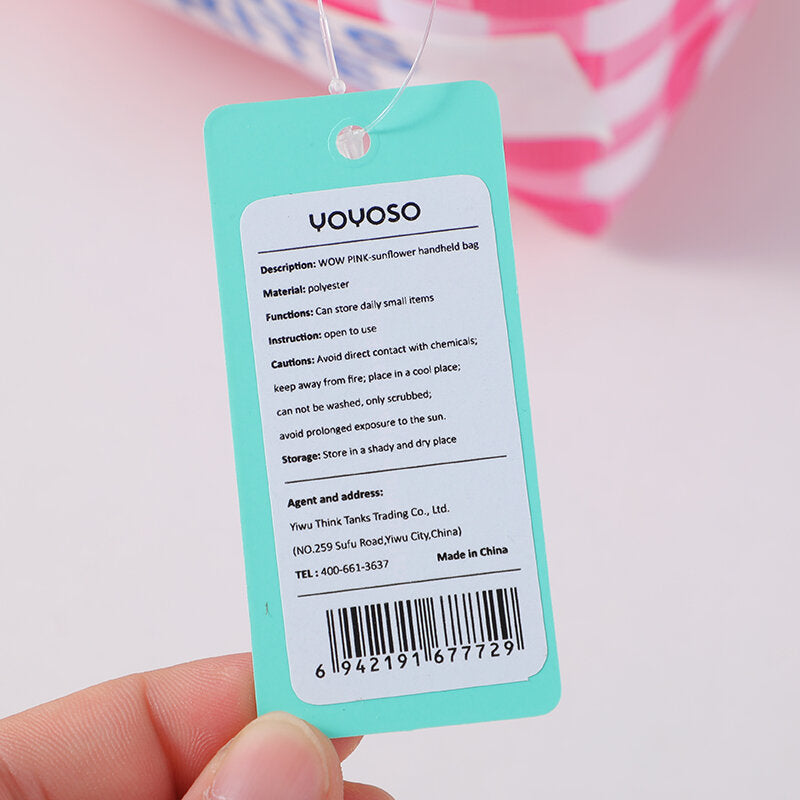 YOYOSO
Description: WOW PINK-sunflower handheld bag
Material: polyester
Functions: Can store daily small items
Instruction: open to use
Cautions: Avoid direct contact with chemicals;
keep away from fire; place in a cool place;
can not be washed, only scrubbed;
avoid prolonged exposure to the sun.
Storage: Store in a shady and dry place
Agent and address:
Yiwu Think Tanks Trading Co., Ltd.
(NO.259 Sufu Road,Yiwu City,China)
TEL : 400-661-3637 Made in China
6 942191 677729